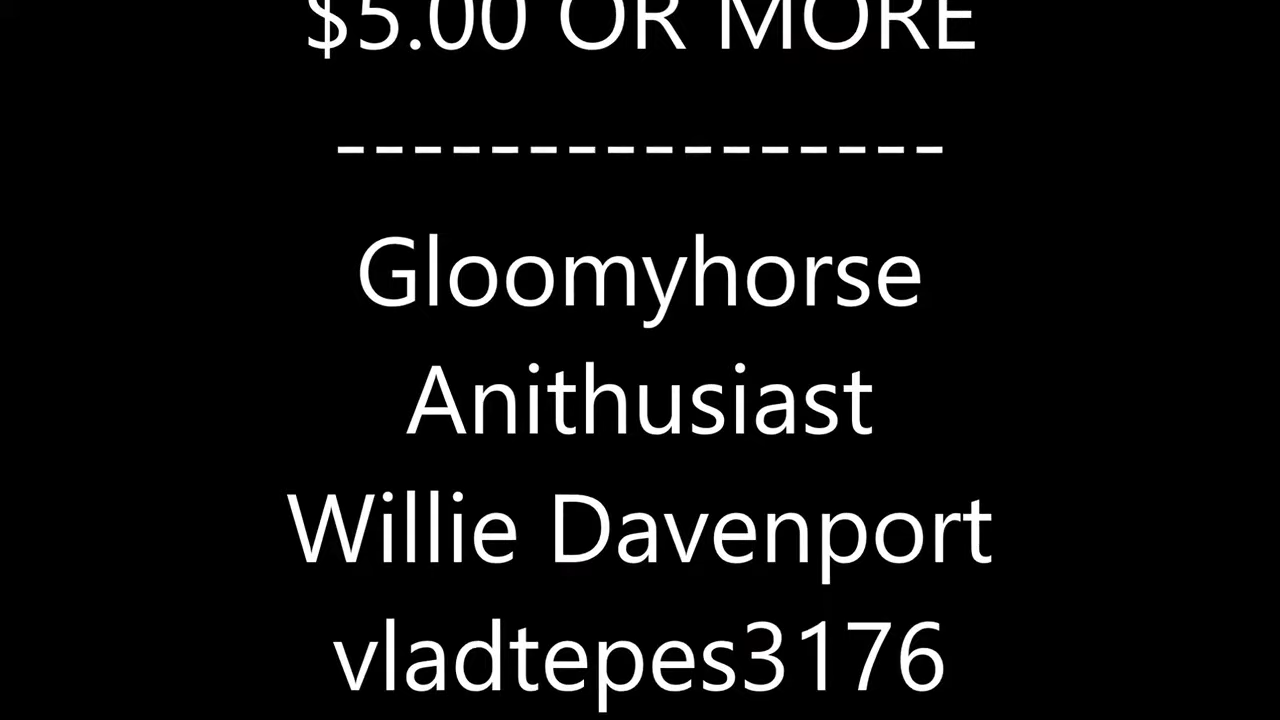 $5.00 OR MORE
-----------------
Gloomyhorse
Anithusiast
Willie Davenport
vladtepes3176